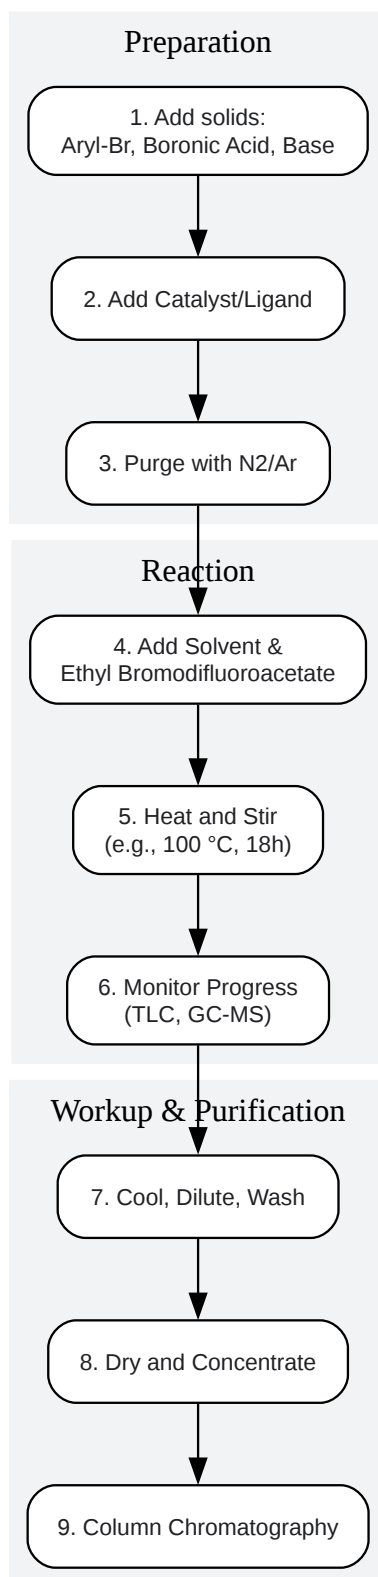 Preparation
1. Add solids:
Aryl-Br, Boronic Acid, Base
2. Add Catalyst/Ligand
3. Purge with N2/Ar
Reaction
4. Add Solvent &
Ethyl Bromodifluoroacetate
5. Heat and Stir
(e.g., 100 °C, 18h)
6. Monitor Progress
(TLC, GC-MS)
Workup & Purification
7. Cool, Dilute, Wash
8. Dry and Concentrate
9. Column Chromatography